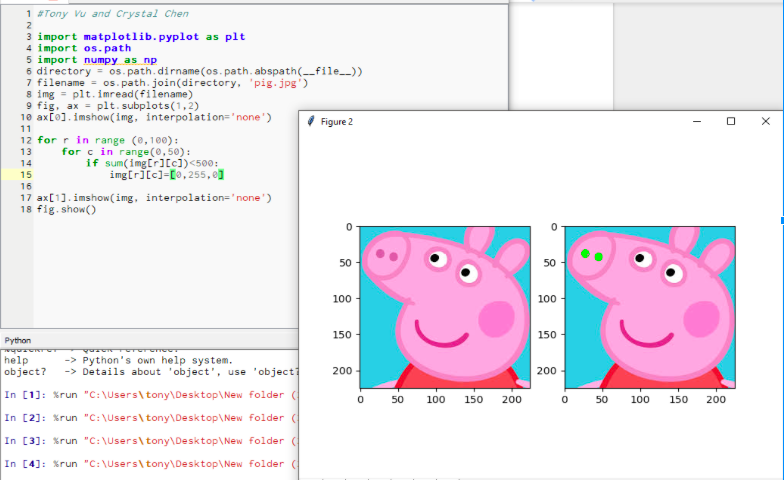 1 #Tony Vu and Crystal Chen
2
3 import matplotlib.pyplot as plt
4 import os.path
5 import numpy as np
6 directory = os.path.dirname(os.path.abspath(__file__))
7 filename = os.path.join(directory, 'pig.jpg')
8 img = plt.imread(filename)
9 fig, ax = plt.subplots(1,2)
10 ax[0].imshow(img, interpolation='none')
11
12 for r in range (0,100):
13     for c in range(0,50):
14         if sum(img[r][c])<500:
15             img[r][c]=[0,255,0]
16
17 ax[1].imshow(img, interpolation='none')
18 fig.show()
Figure 2
0
50
100
150
200
0 50 100 150 200
0
50
100
150
200
0 50 100 150 200
Python
help -> Python's own help system.
object? -> Details about 'object', use 'object?
In [1]: %run "C:\Users\tony\Desktop\New folder (
In [2]: %run "C:\Users\tony\Desktop\New folder (
In [3]: %run "C:\Users\tony\Desktop\New folder (
In [4]: %run "C:\Users\tony\Desktop\New folder (